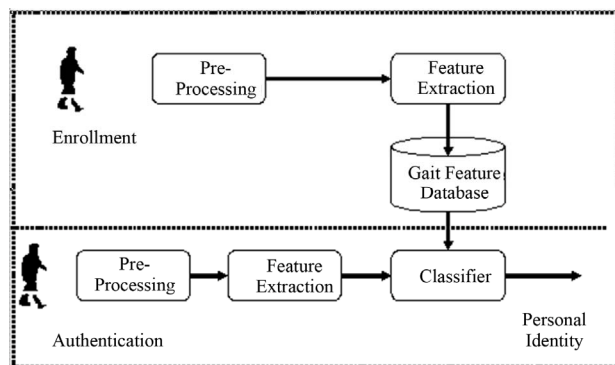 Pre-
Processing
Feature
Extraction
Enrollment
Gait Feature
Database
Pre-
Processing
Feature
Extraction
Classifier
Authentication
Personal
Identity